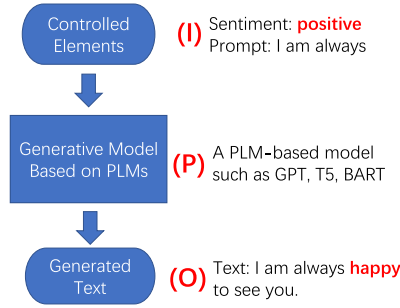 Controlled
Elements
(I)
Sentiment: positive
Prompt: I am always
Generative Model
Based on PLMs
(P)
A PLM-based model
such as GPT, T5, BART
Generated
Text
(O)
Text: I am always happy
to see you.